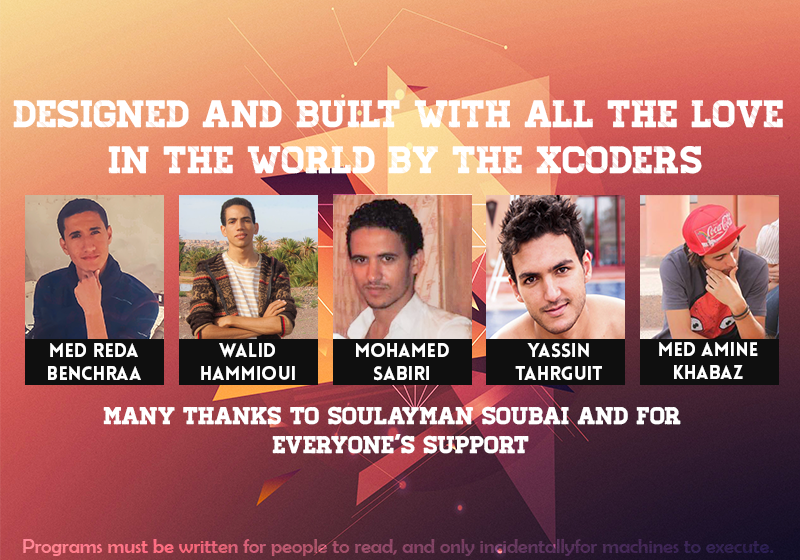 DESIGNED AND BUILT WITH ALL THE LOVE
IN THE WORLD BY THE XCODERS
Coca-Cola
MED REDA
BENCHRAA
WALID
HAMMIOUI
MOHAMED
SABIRI
YASSIN
TAHRGUIT
MED AMINE
KHABAZ
MANY THANKS TO SOULAYMAN SOUBAI AND FOR
EVERYONE'S SUPPORT
Programs must be written for people to read, and only incidentallyfor machines to execute.